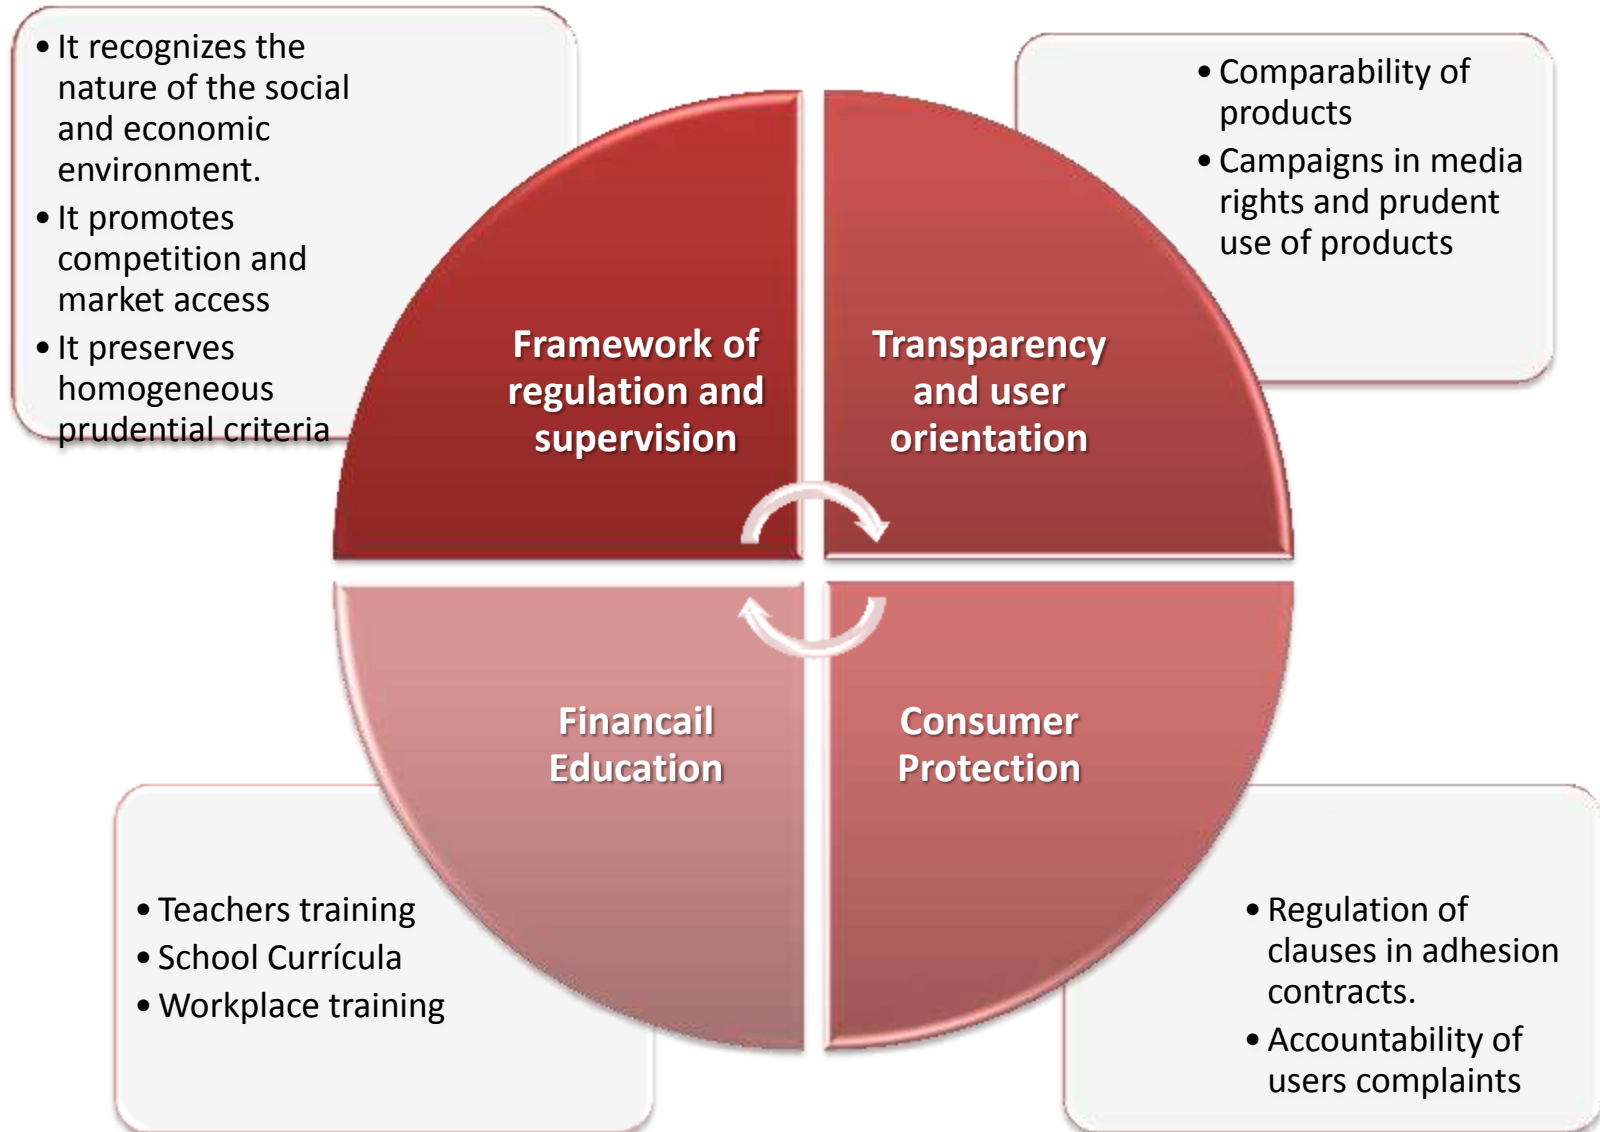 • It recognizes the
nature of the social
and economic
environment.
• It promotes
competition and
market access
• It preserves
homogeneous
prudential criteria
• Comparability of
products
• Campaigns in media
rights and prudent
use of products
Framework of
regulation and
supervision
Transparency
and user
orientation
Financail
Education
Consumer
Protection
• Teachers training
• School Currícula
• Workplace training
• Regulation of
clauses in adhesion
contracts.
• Accountability of
users complaints